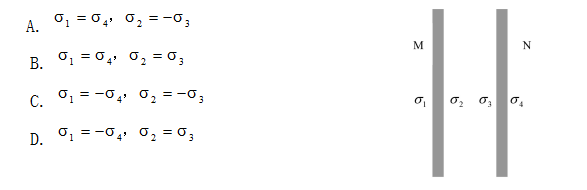 A. σ₁ = σ₄， σ₂ = -σ₃
B. σ₁ = σ₄， σ₂ = σ₃
C. σ₁ = -σ₄， σ₂ = -σ₃
D. σ₁ = -σ₄， σ₂ = σ₃
M N
σ₁ σ₂ σ₃ σ₄